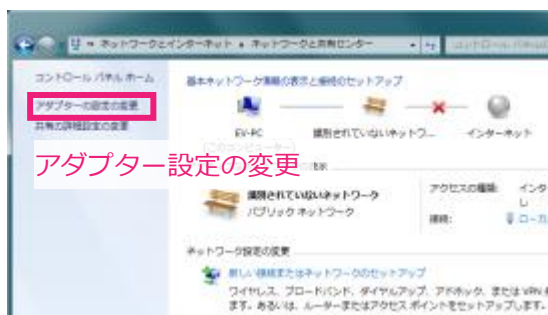 ネットワークとインターネット ▸ ネットワークと共有センター
コントロール パネル ホーム
アダプターの設定の変更
共有の詳細設定の変更
基本ネットワーク情報の表示と接続のセットアップ
EV-PC
識別されていないネットワ...
インターネット
アダプター設定の変更
識別されていないネットワーク
パブリック ネットワーク
アクセスの種類:
インタ
し
接続:
ローカ
ネットワーク設定の変更
新しい接続またはネットワークのセットアップ
ワイヤレス、ブロードバンド、ダイヤルアップ、アドホック、または VPN
ます。あるいは、ルーターまたはアクセス ポイントをセットアップします。